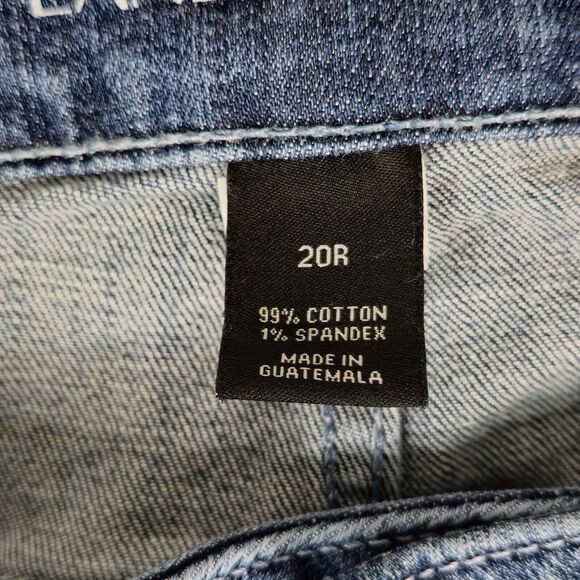 20R
99% COTTON
1% SPANDEX
MADE IN
GUATEMALA